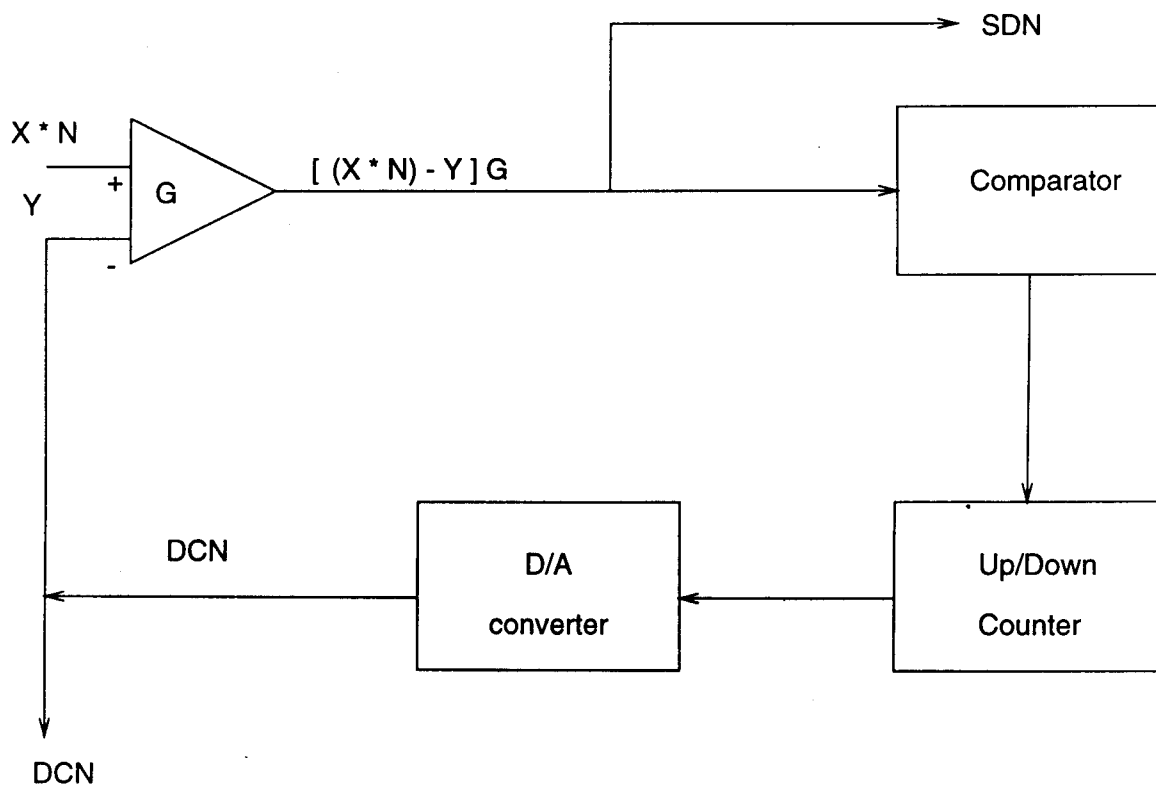 SDN
X * N
+
Y
G
-
[ (X * N) - Y ] G
Comparator
DCN
D/A
converter
Up/Down
Counter
DCN